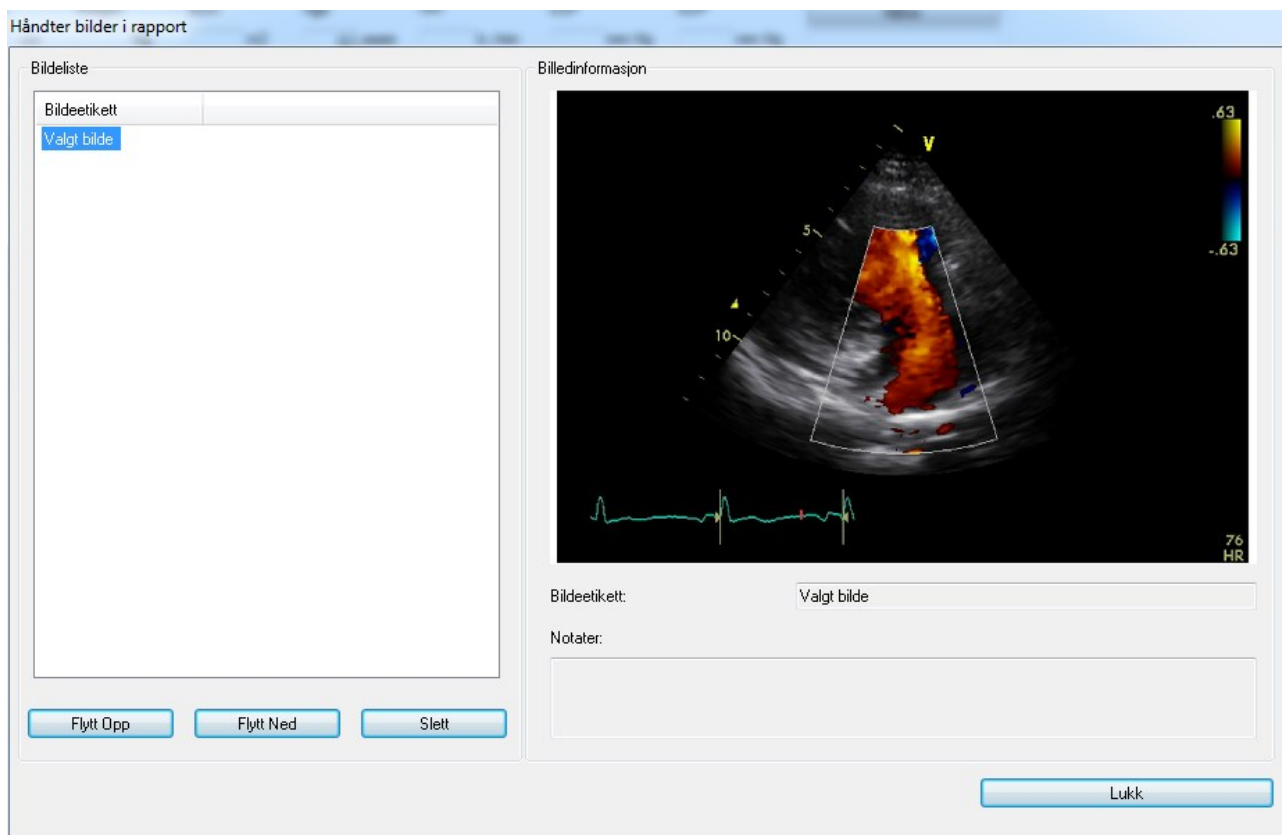 Håndter bilder i rapport
Bildeliste
Bildeetikett
Valgt bilde
Flytt Opp
Flytt Ned
Slett
Billedinformasjon
V
.63
-.63
5
10
76
HR
Bildeetikett:
Valgt bilde
Notater:
Lukk